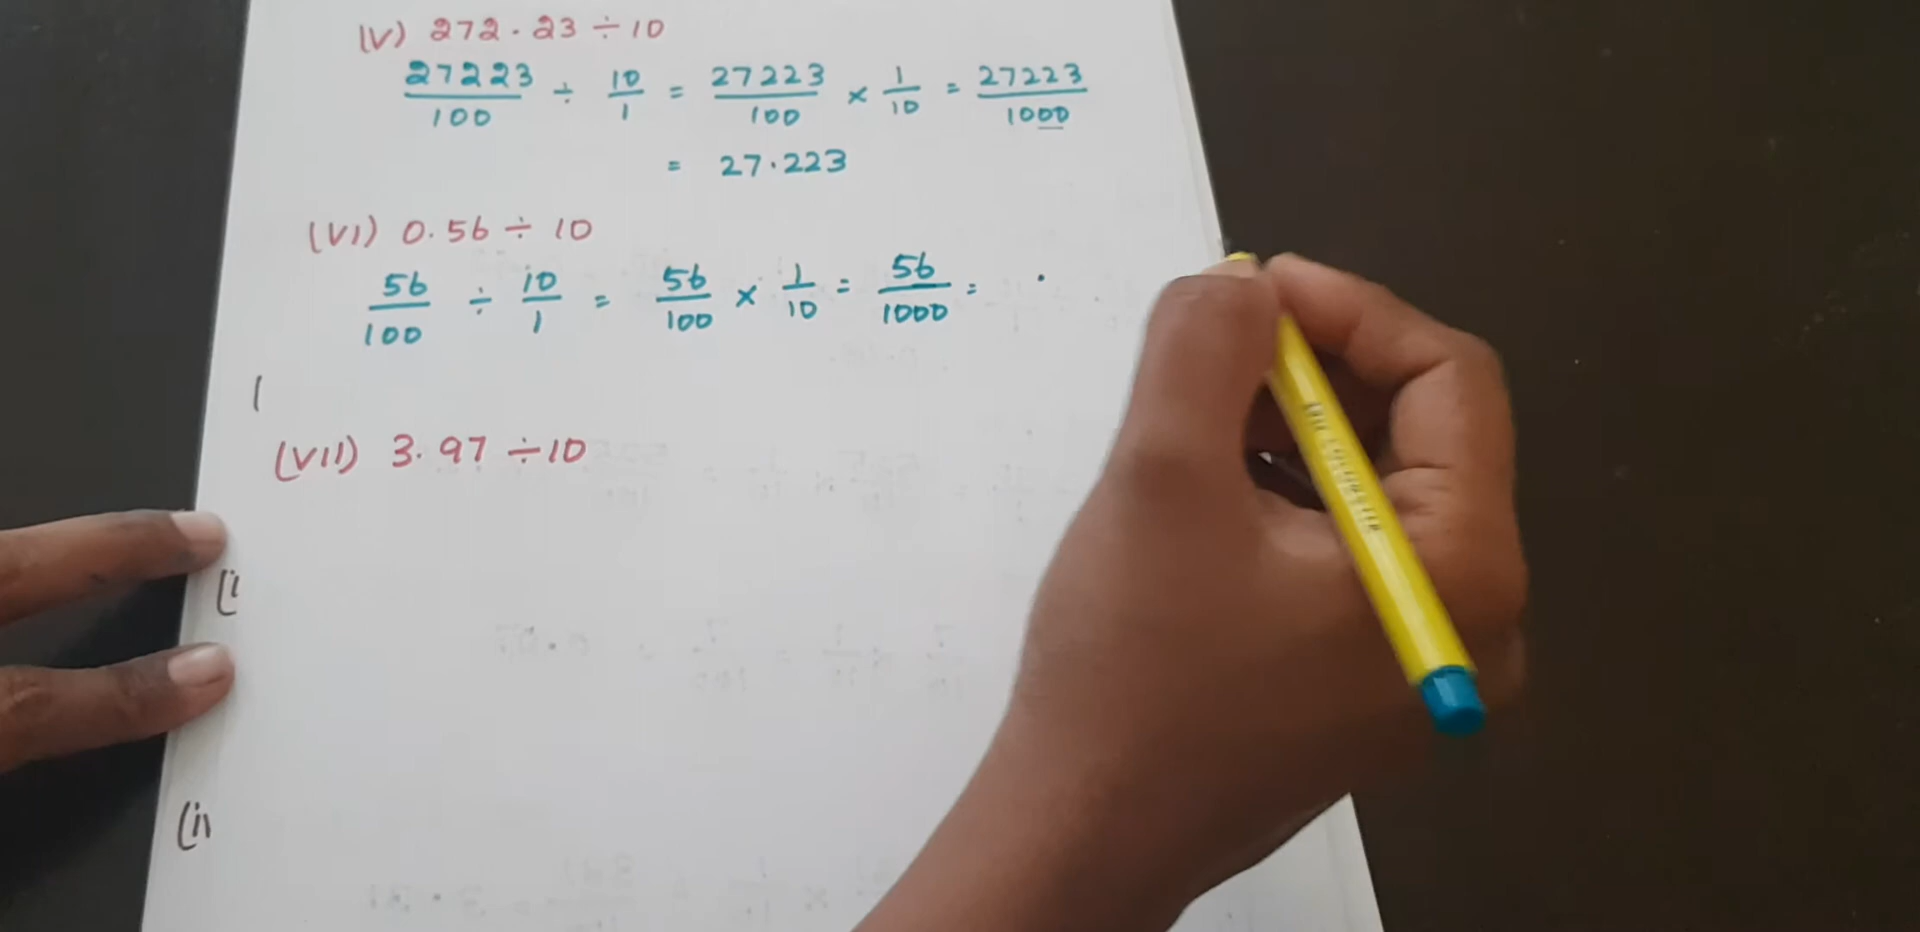 (V) 272.23 ÷ 10
27223/100 ÷ 10/1 = 27223/100 × 1/10 = 27223/1000
= 27.223
(VI) 0.56 ÷ 10
56/100 ÷ 10/1 = 56/100 × 1/10 = 56/1000 = .
(VII) 3.97 ÷ 10